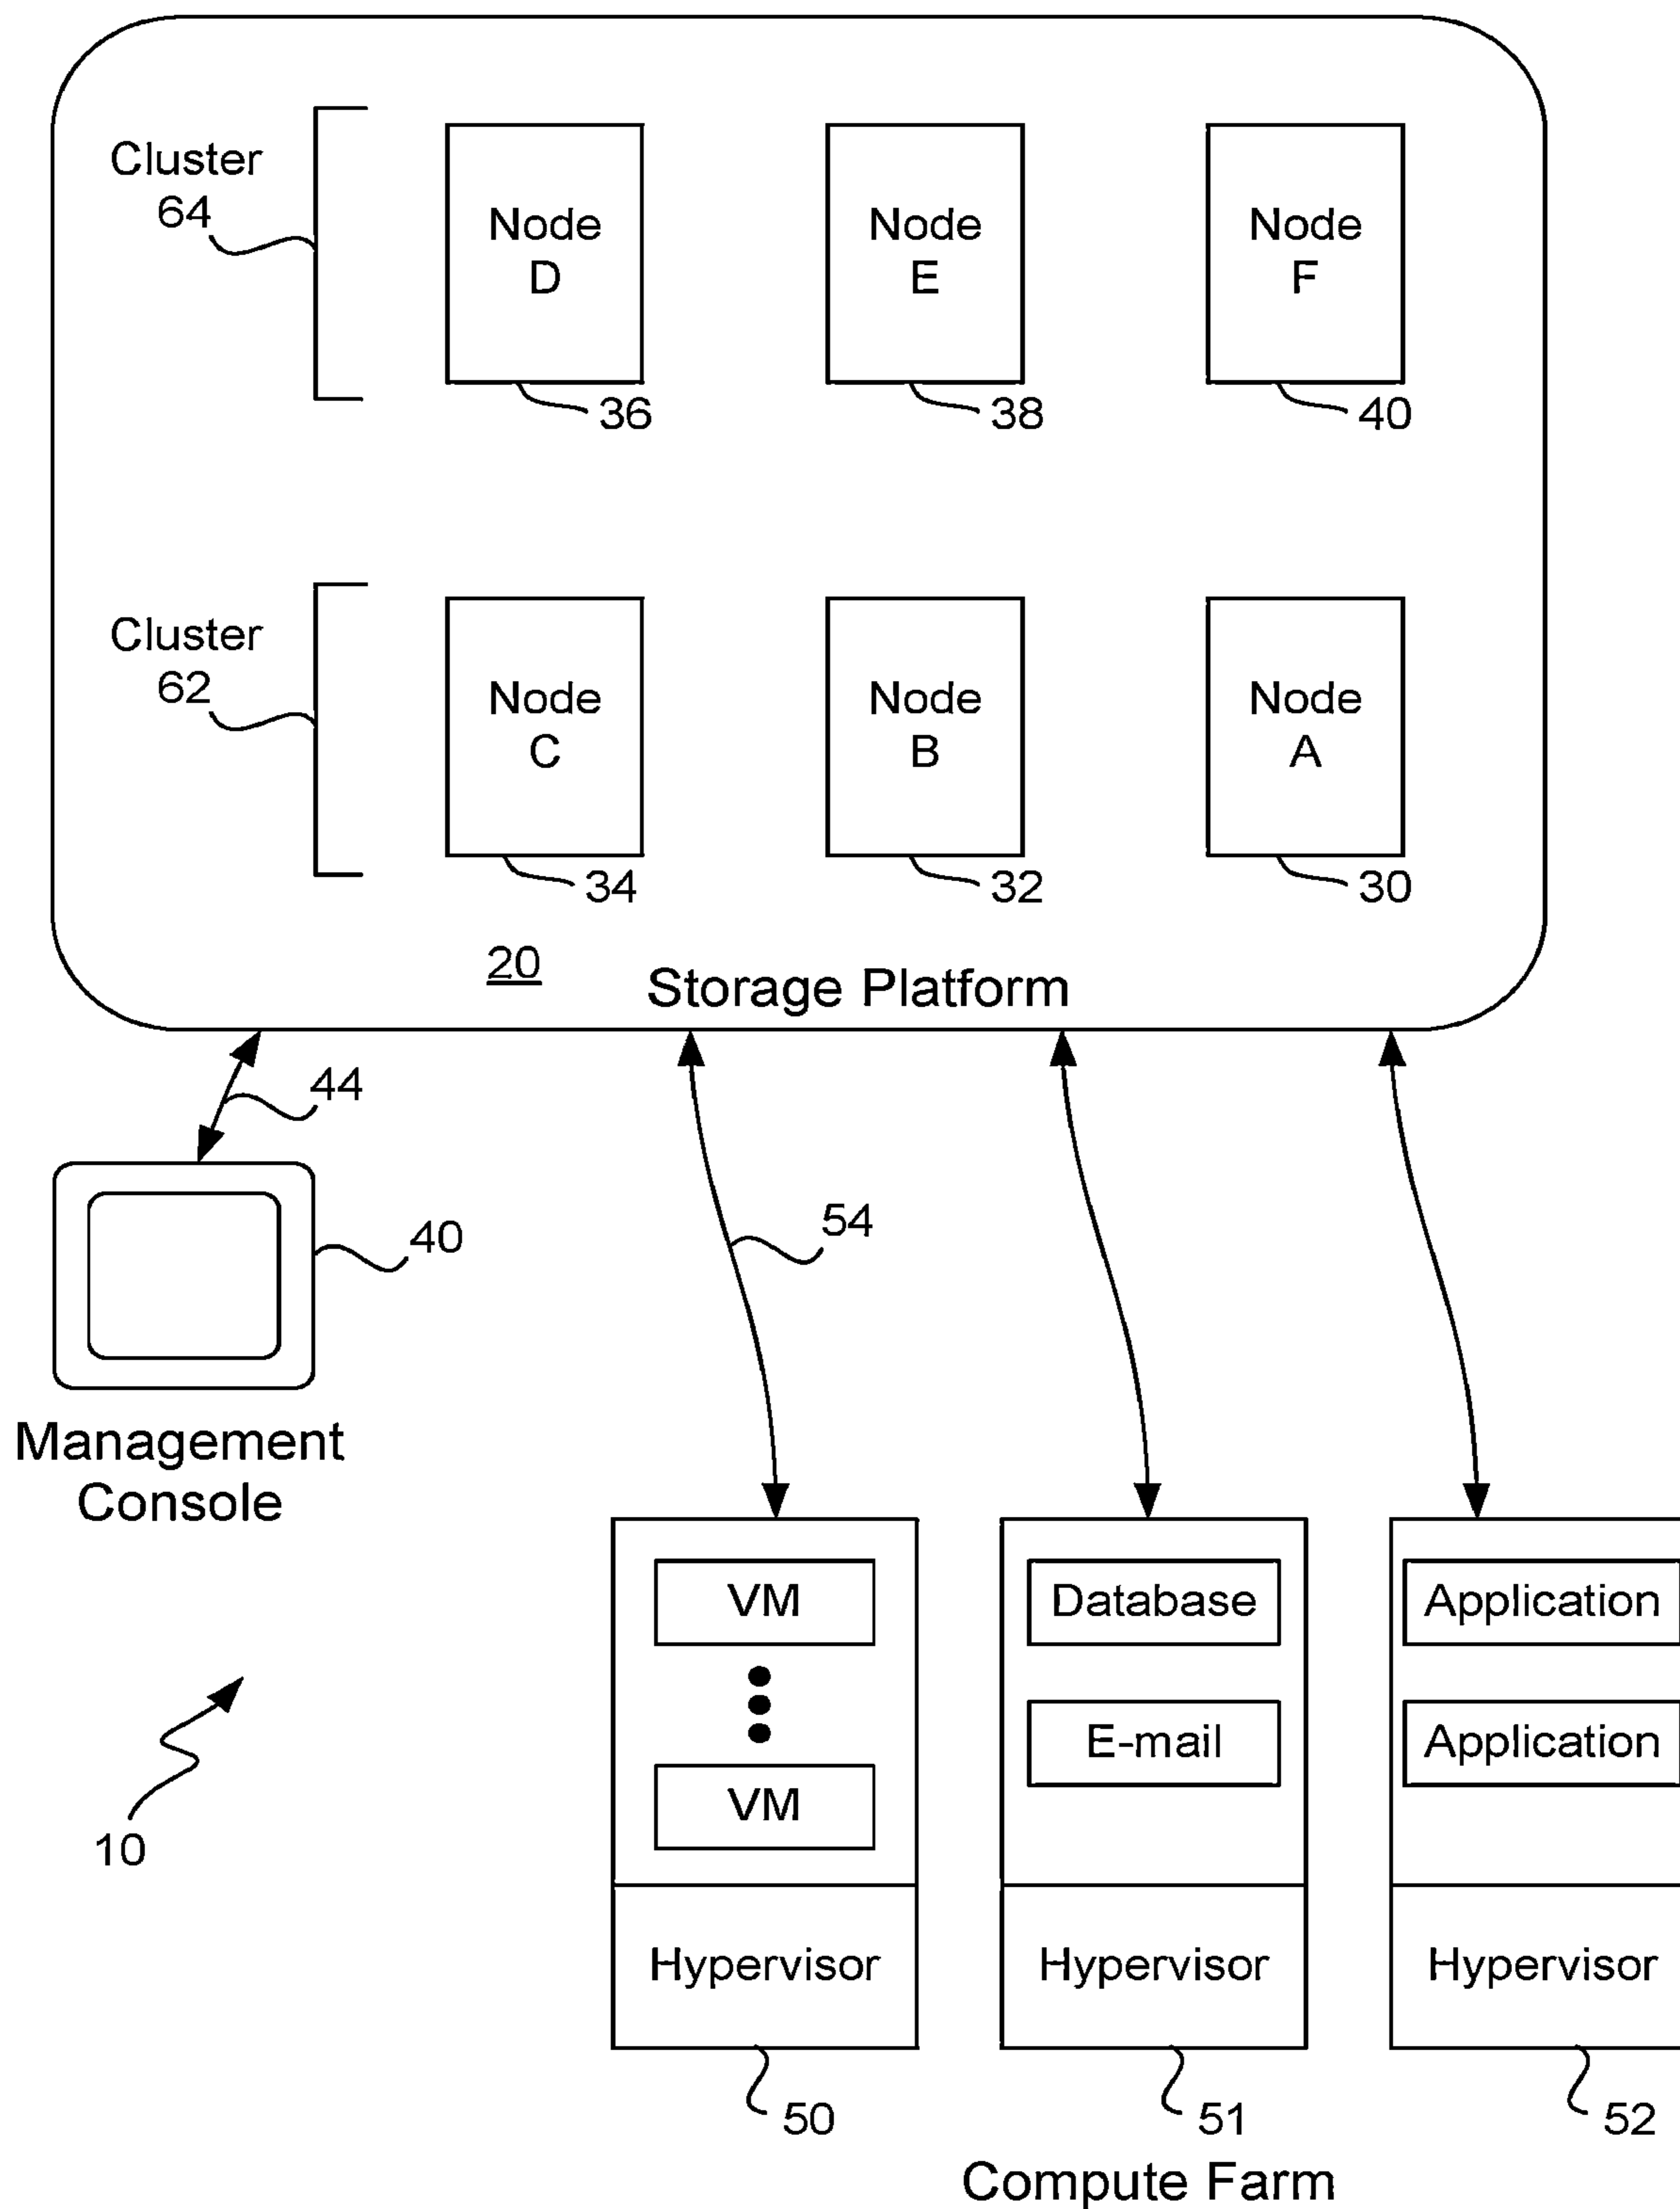 Cluster
64
Node
D
Node
E
Node
F
36
38
40
Cluster
62
Node
C
Node
B
Node
A
34
32
30
20
Storage Platform
44
40
54
Management
Console
VM
VM
Hypervisor
Database
E-mail
Hypervisor
Application
Application
Hypervisor
10
50
51
52
Compute Farm